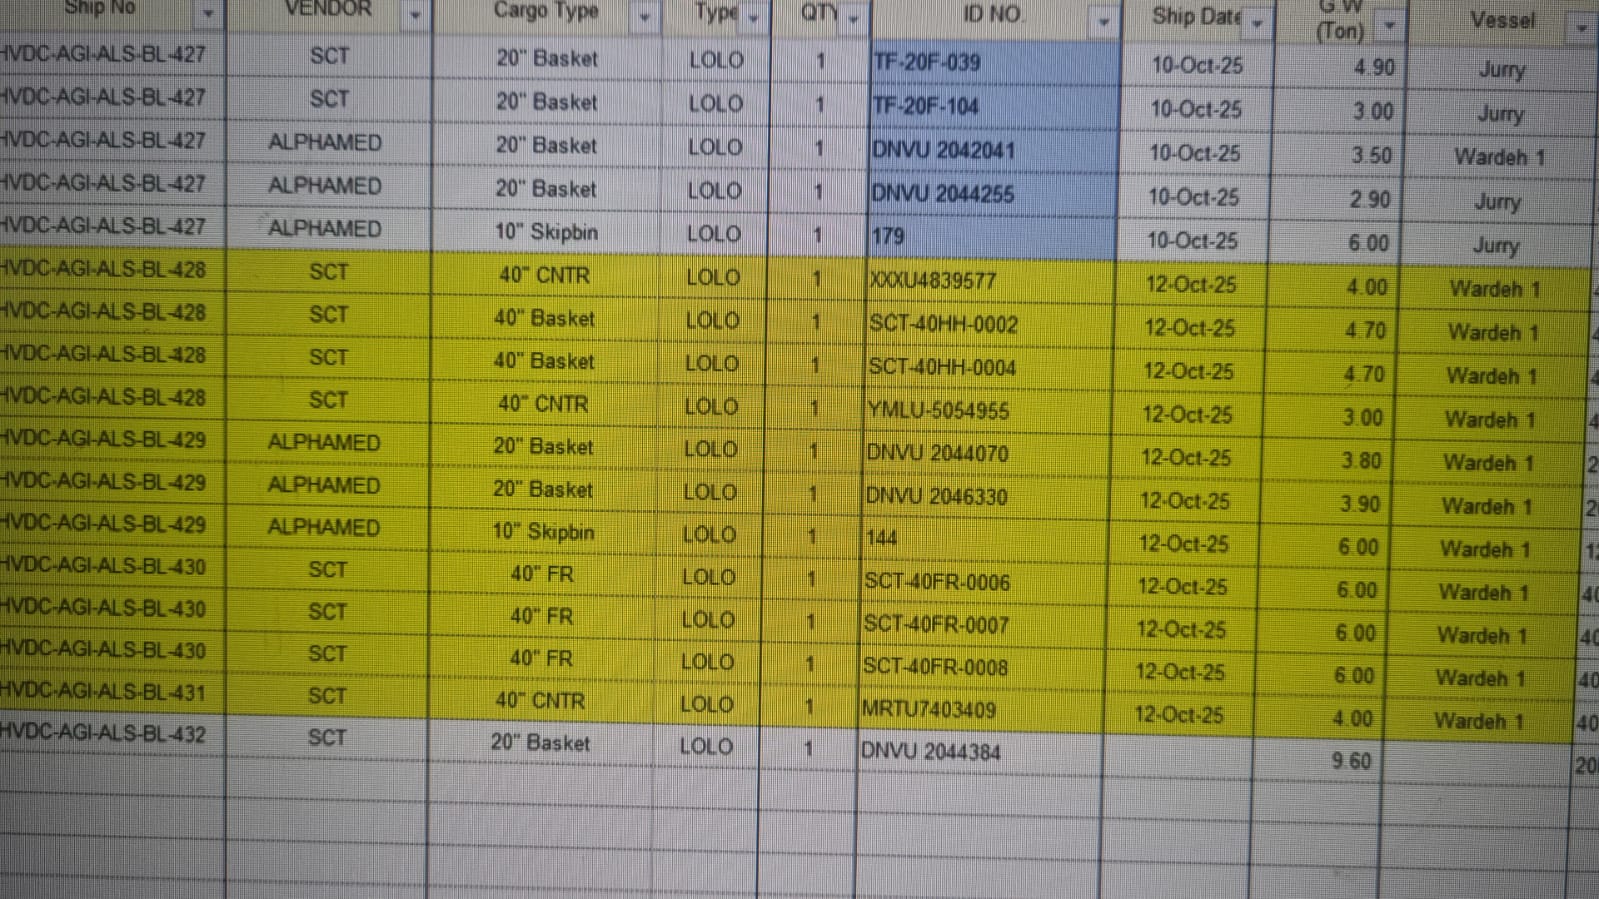 Ship No VENDOR Cargo Type Type QTY ID NO. Ship Date G.W (Ton) Vessel
HVDC-AGI-ALS-BL-427 SCT 20" Basket LOLO 1 TF-20F-039 10-Oct-25 4.90 Jurry
HVDC-AGI-ALS-BL-427 SCT 20" Basket LOLO 1 TF-20F-104 10-Oct-25 3.00 Jurry
HVDC-AGI-ALS-BL-427 ALPHAMED 20" Basket LOLO 1 DNVU 2042041 10-Oct-25 3.50 Wardeh 1
HVDC-AGI-ALS-BL-427 ALPHAMED 20" Basket LOLO 1 DNVU 2044255 10-Oct-25 2.90 Jurry
HVDC-AGI-ALS-BL-427 ALPHAMED 10" Skipbin LOLO 1 179 10-Oct-25 6.00 Jurry
HVDC-AGI-ALS-BL-428 SCT 40" CNTR LOLO 1 XXXU4839577 12-Oct-25 4.00 Wardeh 1
HVDC-AGI-ALS-BL-428 SCT 40" Basket LOLO 1 SCT-40HH-0002 12-Oct-25 4.70 Wardeh 1
HVDC-AGI-ALS-BL-428 SCT 40" Basket LOLO 1 SCT-40HH-0004 12-Oct-25 4.70 Wardeh 1
HVDC-AGI-ALS-BL-428 SCT 40" CNTR LOLO 1 YMLU-5054955 12-Oct-25 3.00 Wardeh 1
HVDC-AGI-ALS-BL-429 ALPHAMED 20" Basket LOLO 1 DNVU 2044070 12-Oct-25 3.80 Wardeh 1
HVDC-AGI-ALS-BL-429 ALPHAMED 20" Basket LOLO 1 DNVU 2046330 12-Oct-25 3.90 Wardeh 1
HVDC-AGI-ALS-BL-429 ALPHAMED 10" Skipbin LOLO 1 144 12-Oct-25 6.00 Wardeh 1
HVDC-AGI-ALS-BL-430 SCT 40" FR LOLO 1 SCT-40FR-0006 12-Oct-25 6.00 Wardeh 1
HVDC-AGI-ALS-BL-430 SCT 40" FR LOLO 1 SCT-40FR-0007 12-Oct-25 6.00 Wardeh 1
HVDC-AGI-ALS-BL-430 SCT 40" FR LOLO 1 SCT-40FR-0008 12-Oct-25 6.00 Wardeh 1
HVDC-AGI-ALS-BL-431 SCT 40" CNTR LOLO 1 MRTU7403409 12-Oct-25 4.00 Wardeh 1
HVDC-AGI-ALS-BL-432 SCT 20" Basket LOLO 1 DNVU 2044384 9.60